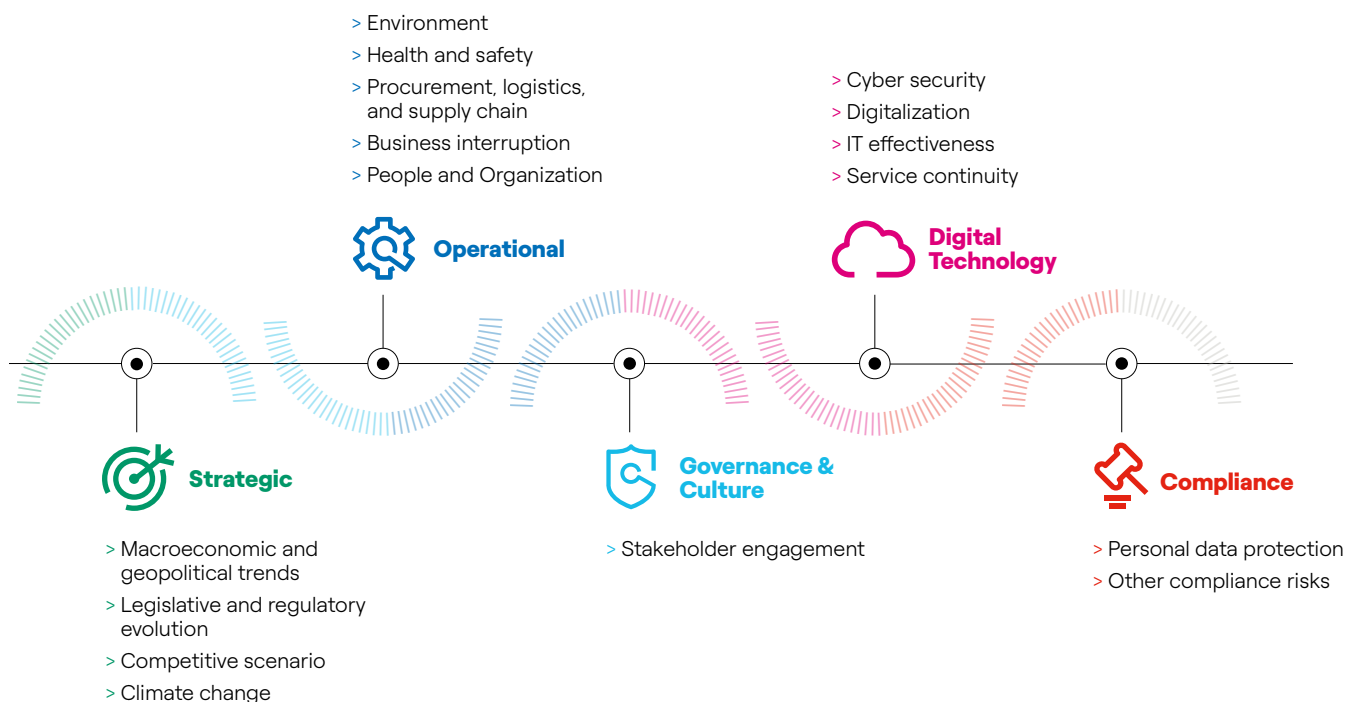 > Environment
> Health and safety
> Procurement, logistics,
and supply chain
> Business interruption
> People and Organization
Operational
> Cyber security
> Digitalization
> IT effectiveness
> Service continuity
Digital
Technology
Strategic
> Macroeconomic and
geopolitical trends
> Legislative and regulatory
evolution
> Competitive scenario
> Climate change
Governance &
Culture
> Stakeholder engagement
Compliance
> Personal data protection
> Other compliance risks